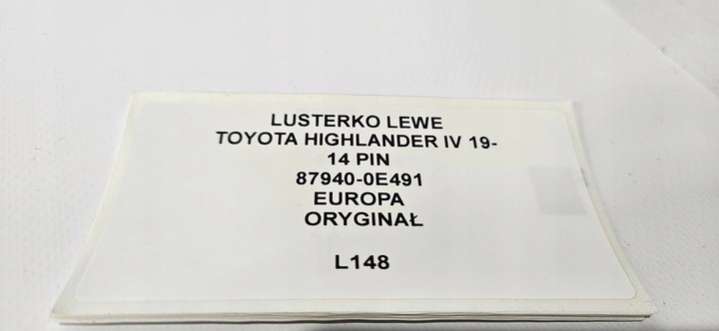 LUSTERKO LEWE
TOYOTA HIGHLANDER IV 19-
14 PIN
87940-0E491
EUROPA
ORYGINAŁ
L148